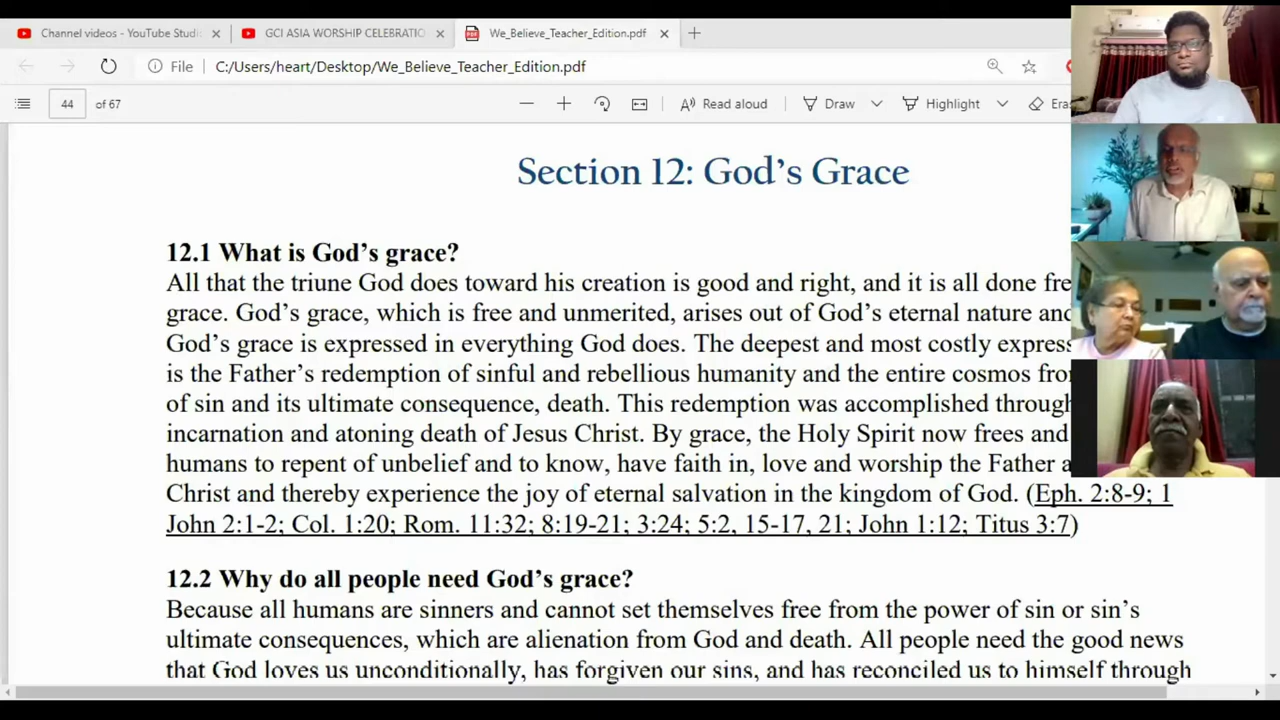 Channel videos - YouTube Studi
GCI ASIA WORSHIP CELEBRATIO
We_Believe_Teacher_Edition.pdf
File C:/Users/heart/Desktop/We_Believe_Teacher_Edition.pdf
44 of 67 Read aloud Draw Highlight
Section 12: God's Grace
12.1 What is God's grace?
All that the triune God does toward his creation is good and right, and it is all done
grace. God's grace, which is free and unmerited, arises out of God's eternal nature
God's grace is expressed in everything God does. The deepest and most costly
is the Father's redemption of sinful and rebellious humanity and the entire cosmos
of sin and its ultimate consequence, death. This redemption was accomplished through
incarnation and atoning death of Jesus Christ. By grace, the Holy Spirit now frees and
humans to repent of unbelief and to know, have faith in, love and worship the Father
Christ and thereby experience the joy of eternal salvation in the kingdom of God. (Eph. 2:8-9; 1
John 2:1-2; Col. 1:20; Rom. 11:32; 8:19-21; 3:24; 5:2, 15-17, 21; John 1:12; Titus 3:7)
12.2 Why do all people need God's grace?
Because all humans are sinners and cannot set themselves free from the power of sin or sin's
ultimate consequences, which are alienation from God and death. All people need the good news
that God loves us unconditionally, has forgiven our sins, and has reconciled us to himself through